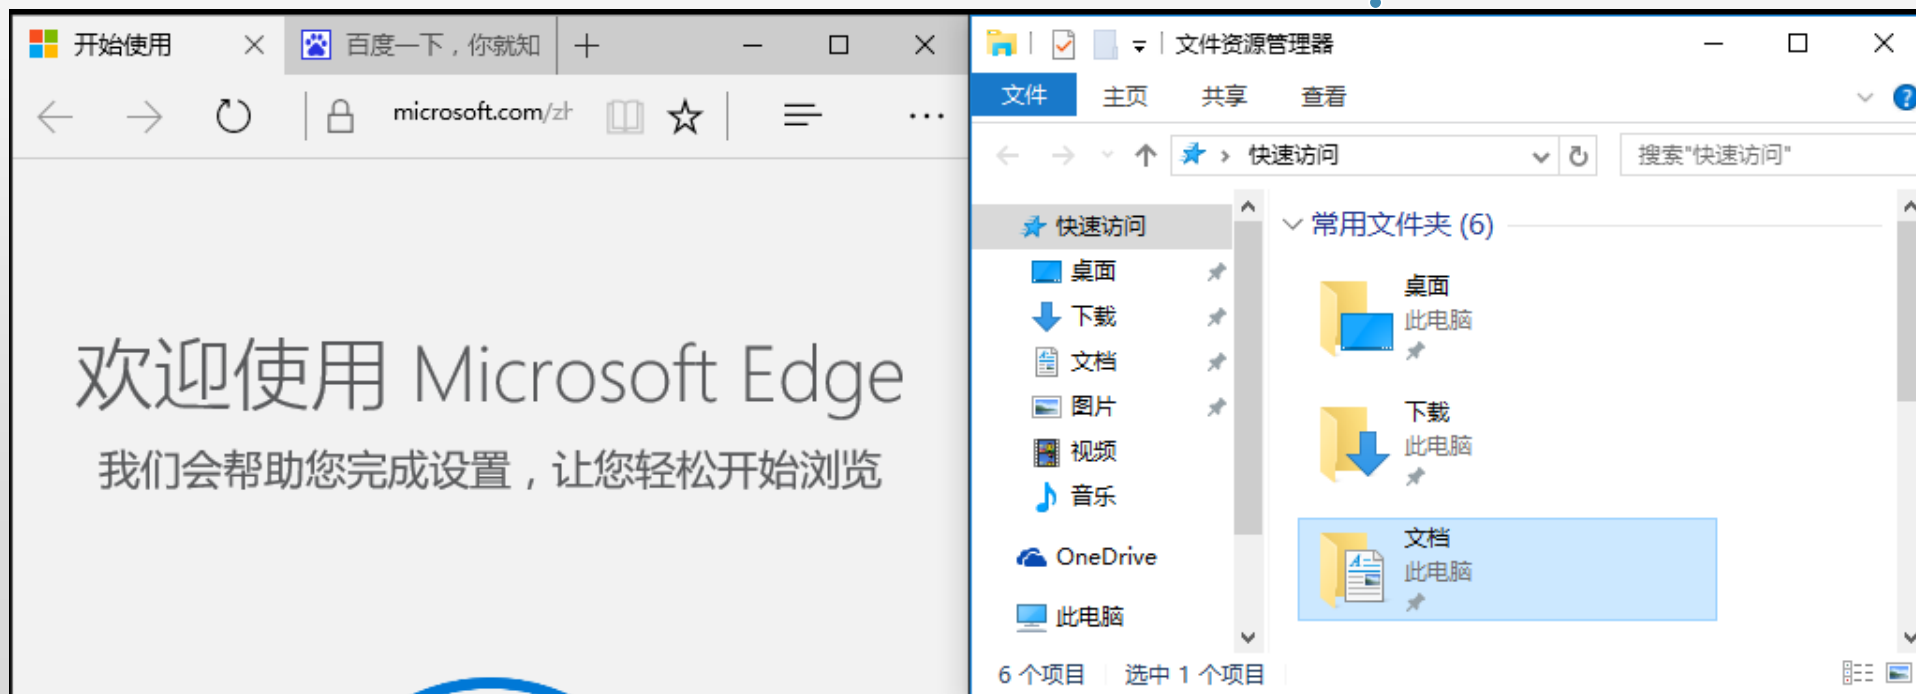 开始使用
百度一下，你就知
microsoft.com/zh
欢迎使用 Microsoft Edge
我们会帮助您完成设置，让您轻松开始浏览
文件资源管理器
文件 主页 共享 查看
快速访问
搜索"快速访问"
快速访问
桌面
下载
文档
图片
视频
音乐
OneDrive
此电脑
常用文件夹 (6)
桌面
此电脑
下载
此电脑
文档
此电脑
6 个项目 选中 1 个项目